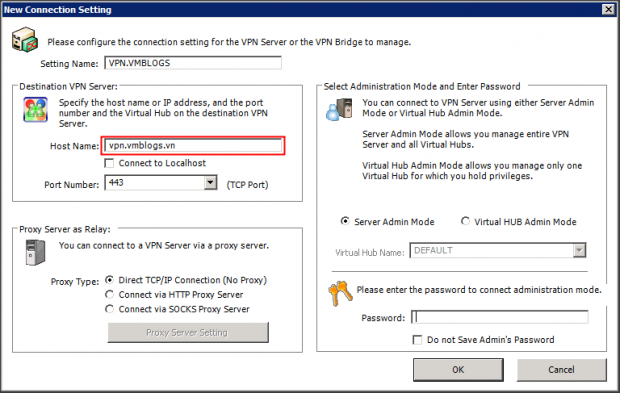 New Connection Setting
Please configure the connection setting for the VPN Server or the VPN Bridge to manage.
Setting Name: VPN.VMBLOGS
Destination VPN Server:
Specify the host name or IP address, and the port
number and the Virtual Hub on the destination VPN
Server.
Host Name: vpn.vmblogs.vn
Connect to Localhost
Port Number: 443 (TCP Port)
Proxy Server as Relay:
You can connect to a VPN Server via a proxy server.
Proxy Type: Direct TCP/IP Connection (No Proxy)
Connect via HTTP Proxy Server
Connect via SOCKS Proxy Server
Proxy Server Setting
Select Administration Mode and Enter Password
You can connect to VPN Server using either Server Admin
Mode or Virtual Hub Admin Mode.
Server Admin Mode allows you manage entire VPN
Server and all Virtual Hubs.
Virtual Hub Admin Mode allows you manage only one
Virtual Hub for which you hold privileges.
Server Admin Mode Virtual HUB Admin Mode
Virtual Hub Name: DEFAULT
Please enter the password to connect administration mode.
Password:
Do not Save Admin's Password
OK Cancel